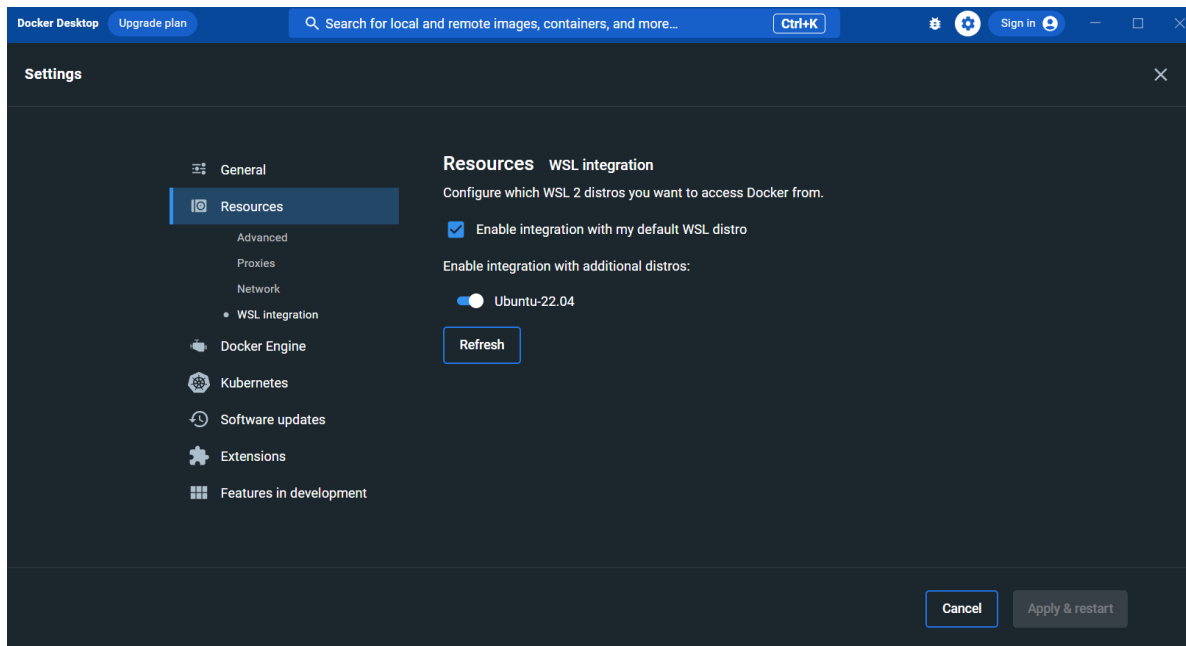 Docker Desktop Upgrade plan Search for local and remote images, containers, and more... Ctrl+K Sign in
Settings
General
Resources
Advanced
Proxies
Network
WSL integration
Docker Engine
Kubernetes
Software updates
Extensions
Features in development
Resources WSL integration
Configure which WSL 2 distros you want to access Docker from.
Enable integration with my default WSL distro
Enable integration with additional distros:
Ubuntu-22.04
Refresh
Cancel Apply & restart